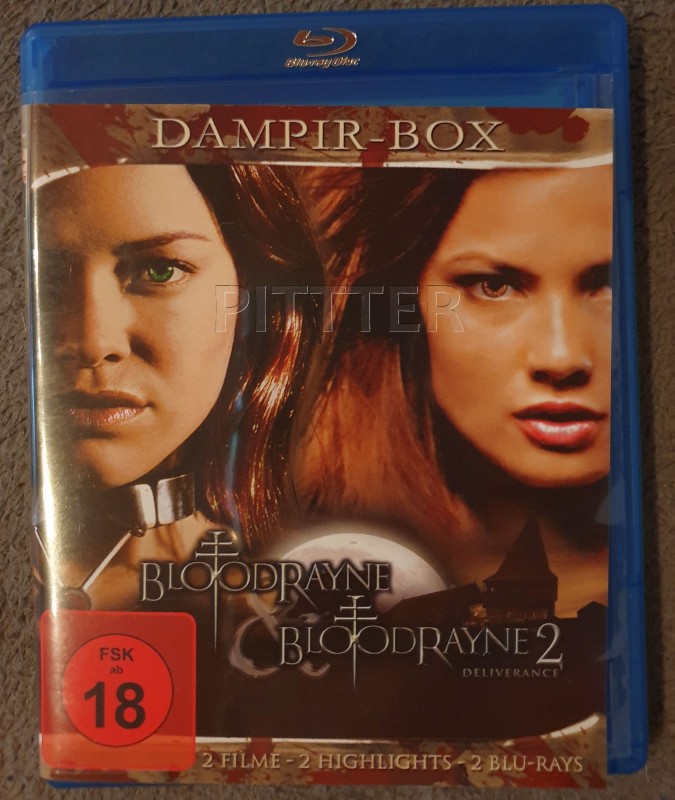 Blu-ray Disc
DAMPIR-BOX
PITTTER
BLOODRAYNE
&
BLOODRAYNE 2
DELIVERANCE
FSK
ab
18
2 FILME - 2 HIGHLIGHTS - 2 BLU-RAYS